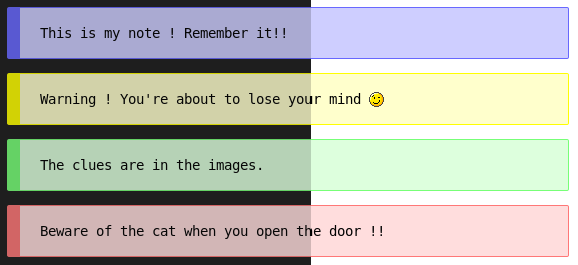 This is my note ! Remember it!!
Warning ! You're about to lose your mind 😉
The clues are in the images.
Beware of the cat when you open the door !!